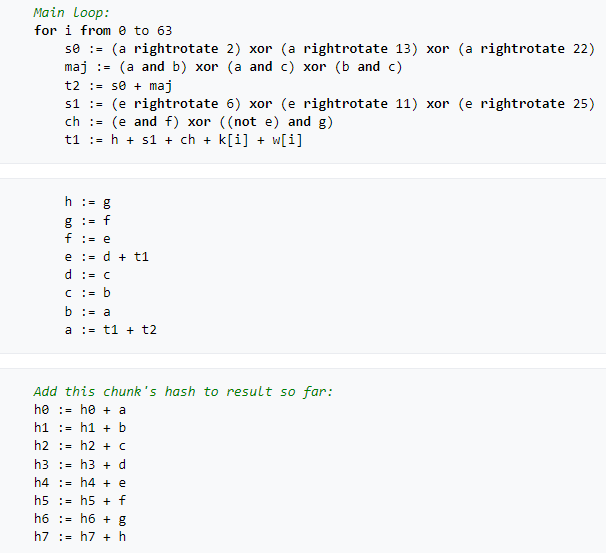 Main loop:
for i from 0 to 63
s0 := (a rightrotate 2) xor (a rightrotate 13) xor (a rightrotate 22)
maj := (a and b) xor (a and c) xor (b and c)
t2 := s0 + maj
s1 := (e rightrotate 6) xor (e rightrotate 11) xor (e rightrotate 25)
ch := (e and f) xor ((not e) and g)
t1 := h + s1 + ch + k[i] + w[i]
h := g
g := f
f := e
e := d + t1
d := c
c := b
b := a
a := t1 + t2
Add this chunk's hash to result so far:
h0 := h0 + a
h1 := h1 + b
h2 := h2 + c
h3 := h3 + d
h4 := h4 + e
h5 := h5 + f
h6 := h6 + g
h7 := h7 + h